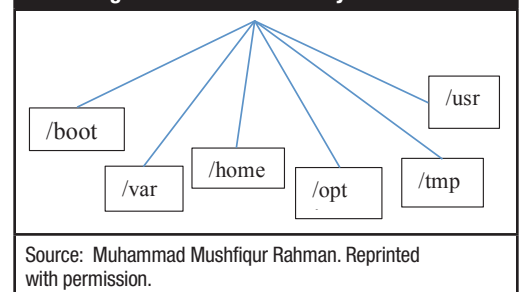 /boot
/var
/home
/opt
/tmp
/usr
Source: Muhammad Mushfiqur Rahman. Reprinted
with permission.